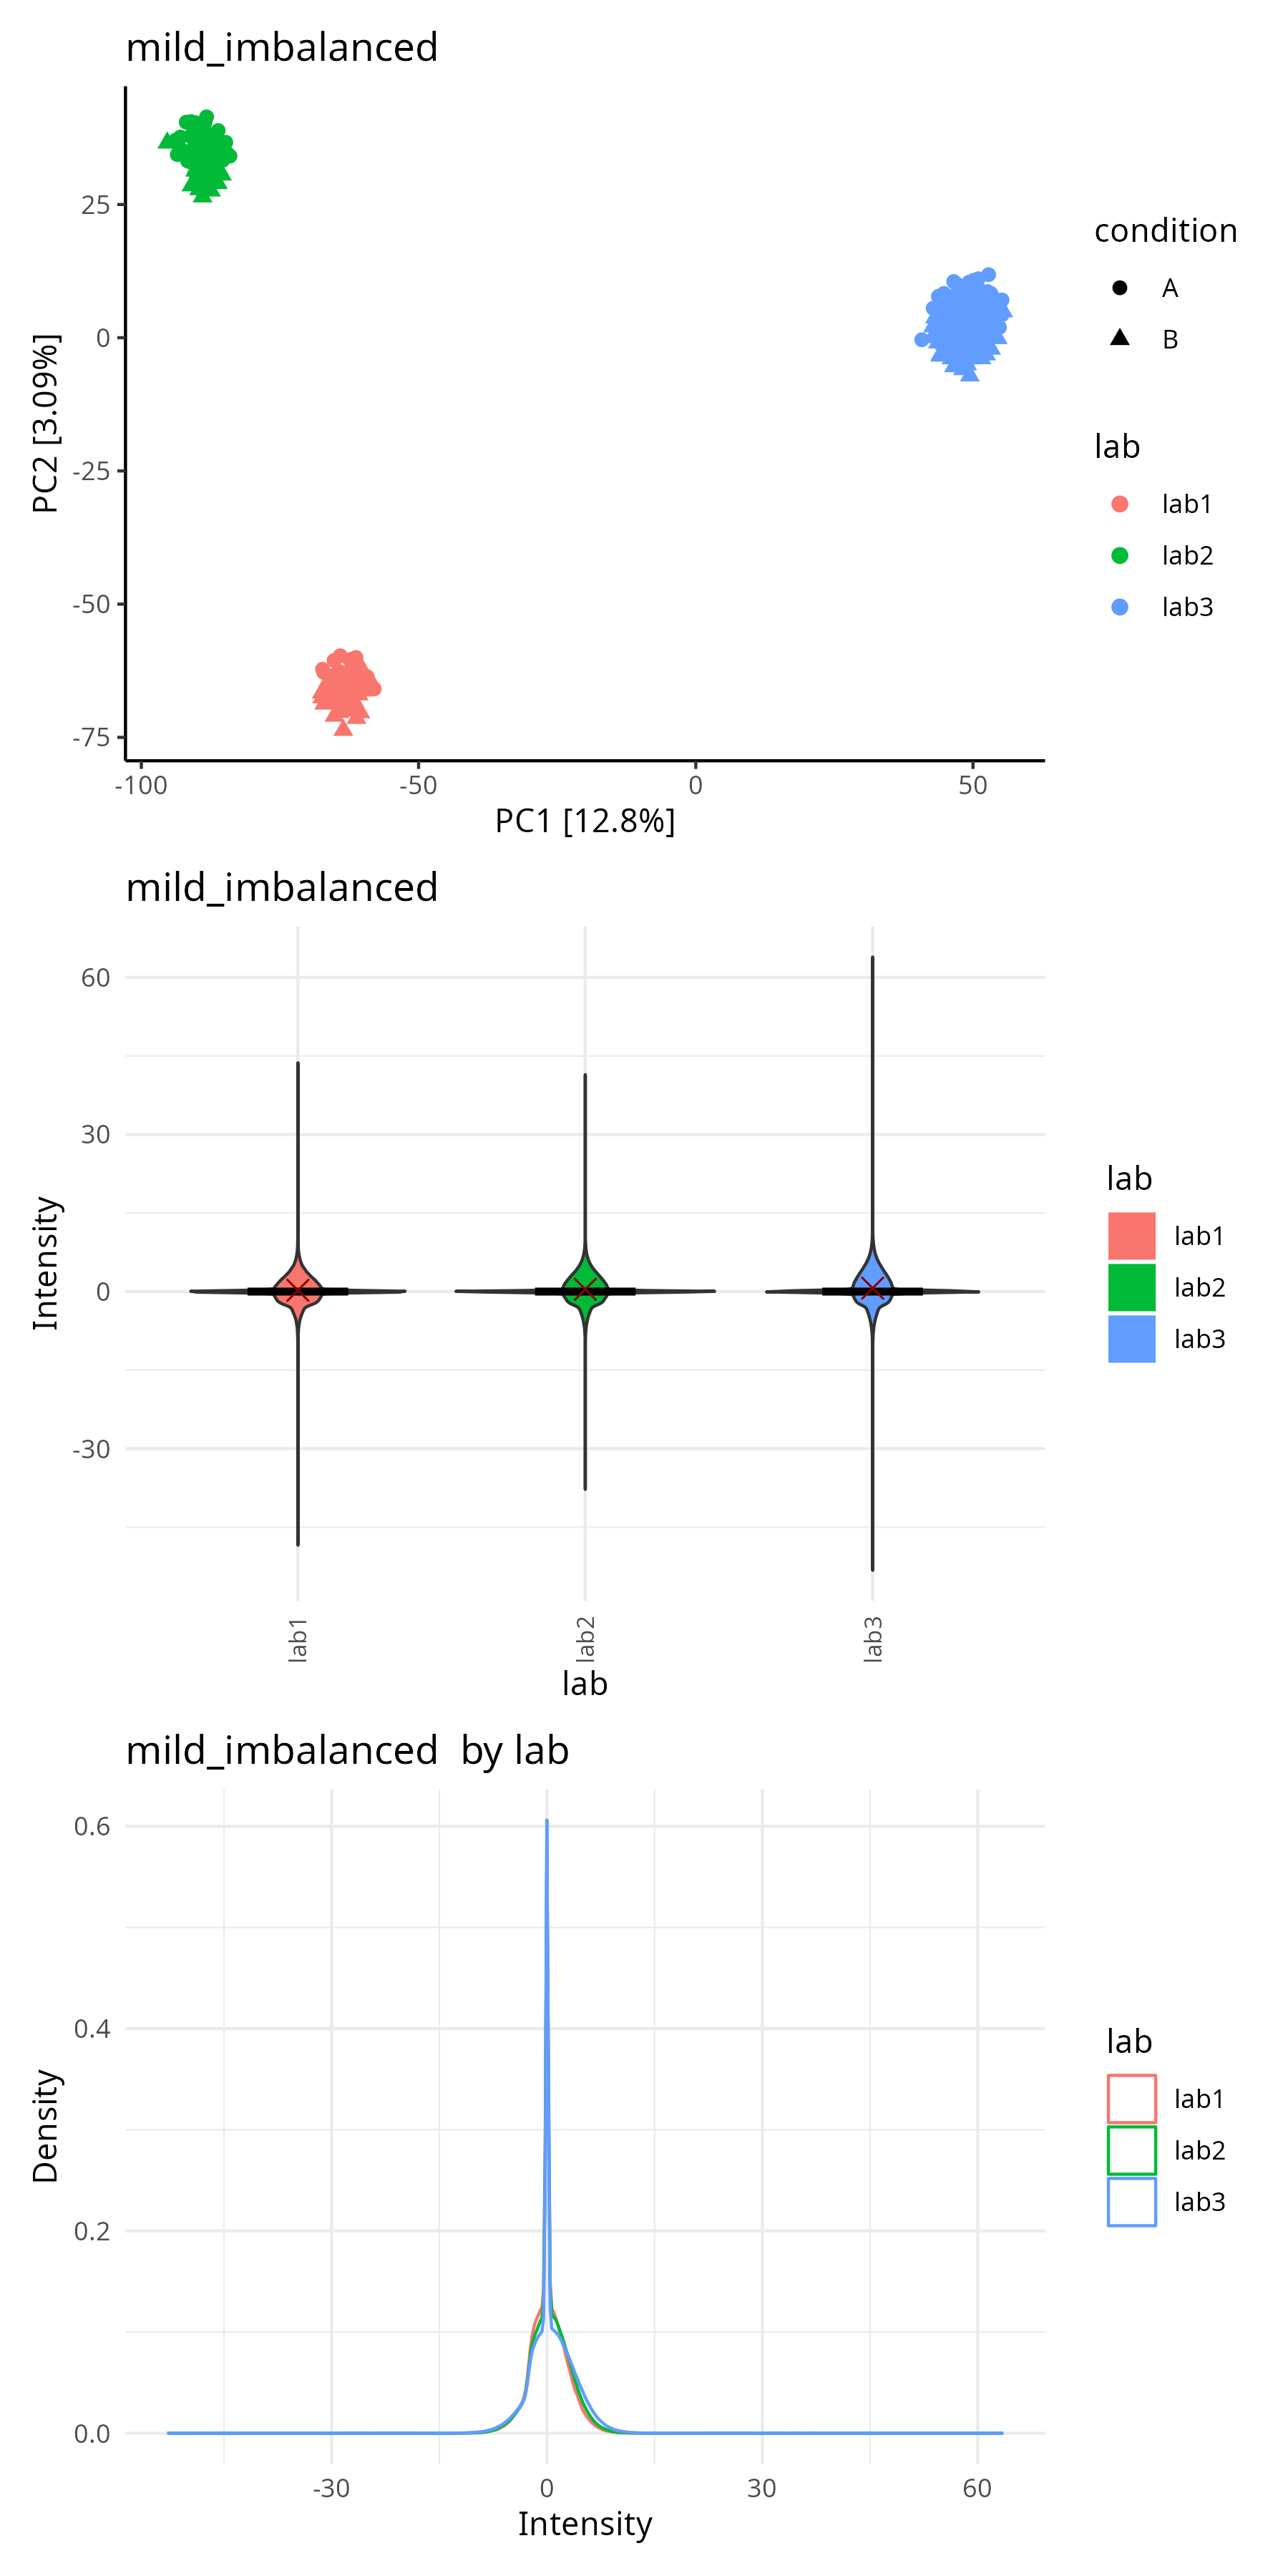 mild_imbalanced
25
0
-25
-50
-75
PC2 [3.09%]
-100
-50
0
50
PC1 [12.8%]
condition
A
B
lab
lab1
lab2
lab3
mild_imbalanced
60
30
0
-30
Intensity
lab1
lab2
lab3
lab
lab
lab1
lab2
lab3
mild_imbalanced  by lab
0.6
0.4
0.2
0.0
Density
-30
0
30
60
Intensity
lab
lab1
lab2
lab3